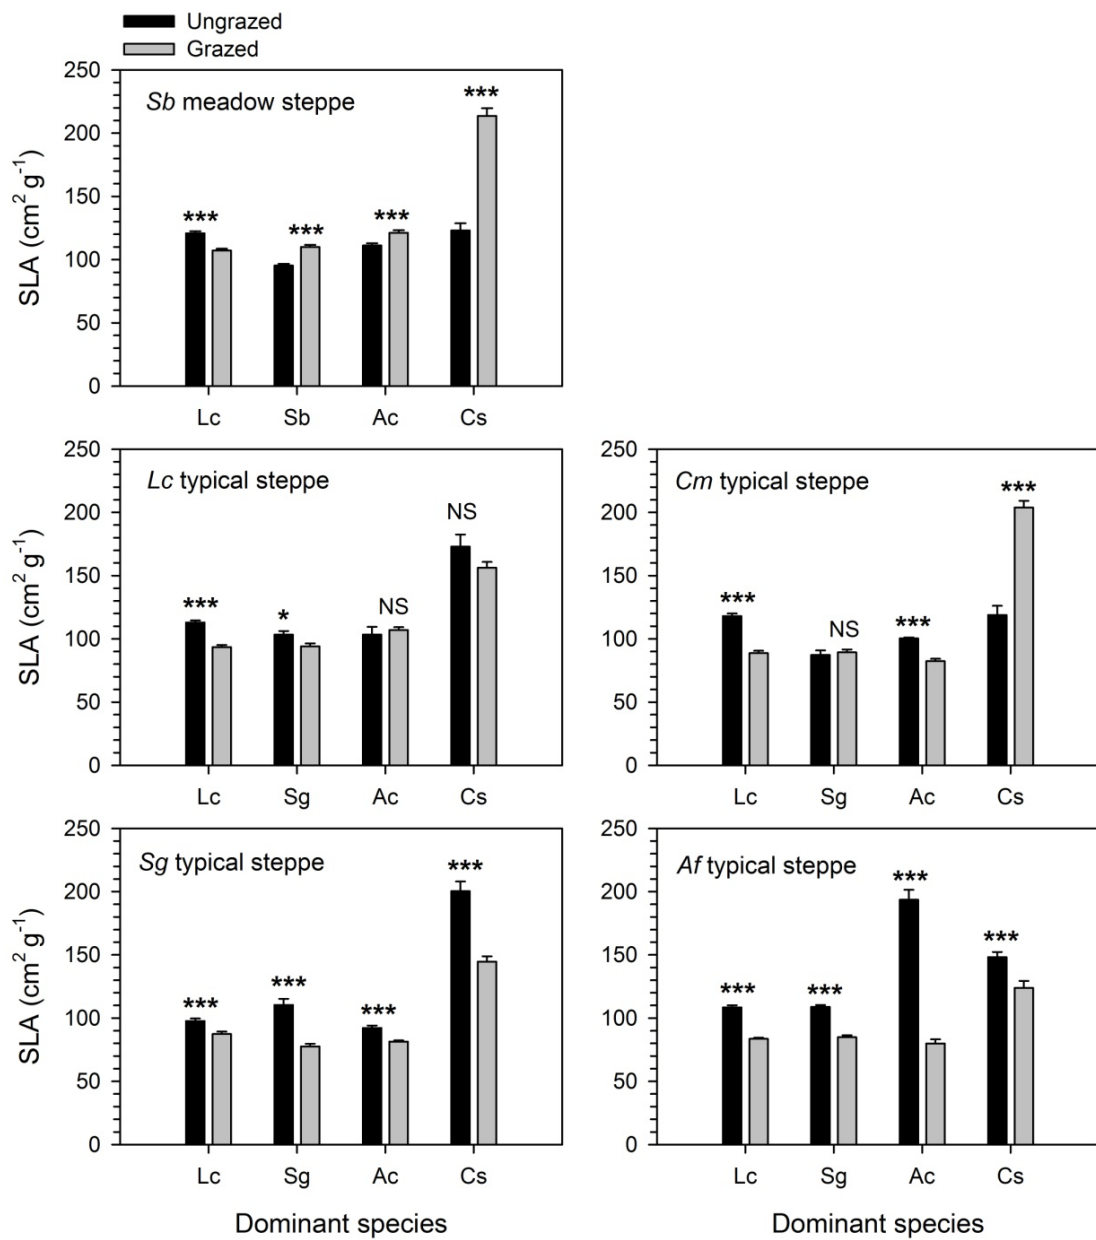 Ungrazed
Grazed
Sb meadow steppe
SLA (cm² g⁻¹)
250
200
150
100
50
0
***
***
***
***
Lc Sb Ac Cs
Lc typical steppe
SLA (cm² g⁻¹)
250
200
150
100
50
0
***
*
NS
NS
Lc Sg Ac Cs
Cm typical steppe
250
200
150
100
50
0
***
NS
***
***
Lc Sg Ac Cs
Sg typical steppe
SLA (cm² g⁻¹)
250
200
150
100
50
0
***
***
***
***
Lc Sg Ac Cs
Dominant species
Af typical steppe
250
200
150
100
50
0
***
***
***
***
Lc Sg Ac Cs
Dominant species